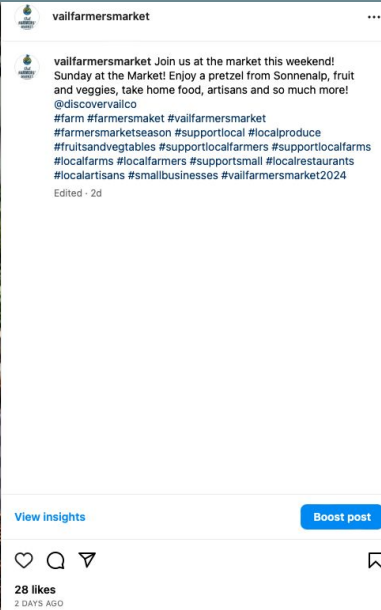 vailfarmersmarket
vailfarmersmarket Join us at the market this weekend!
Sunday at the Market! Enjoy a pretzel from Sonnenalp, fruit
and veggies, take home food, artisans and so much more!
@discovervailco
#farm #farmersmaket #vailfarmersmarket
#farmersmarketseason #supportlocal #localproduce
#fruitsandvegtables #supportlocalfarmers #supportlocalfarms
#localfarms #localfarmers #supportsmall #localrestaurants
#localartisans #smallbusinesses #vailfarmersmarket2024
Edited · 2d
View insights
Boost post
28 likes
2 DAYS AGO